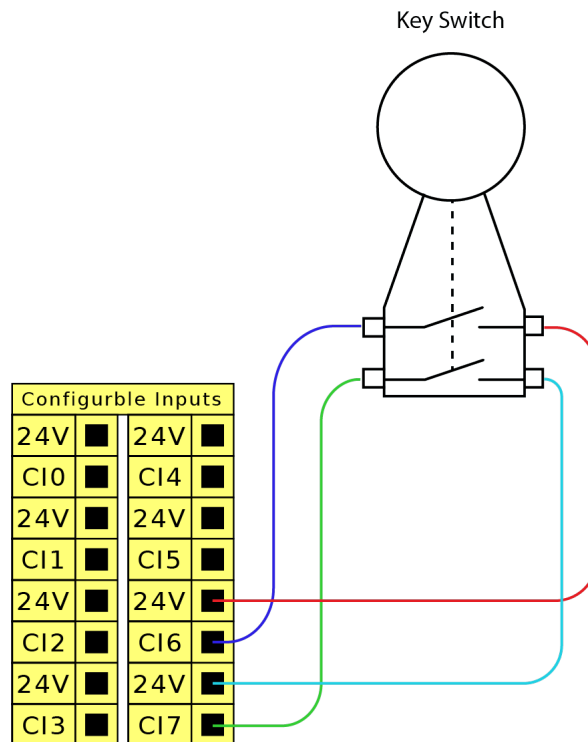 Key Switch
Configurble Inputs
24V 24V
CI0 CI4
24V 24V
CI1 CI5
24V 24V
CI2 CI6
24V 24V
CI3 CI7